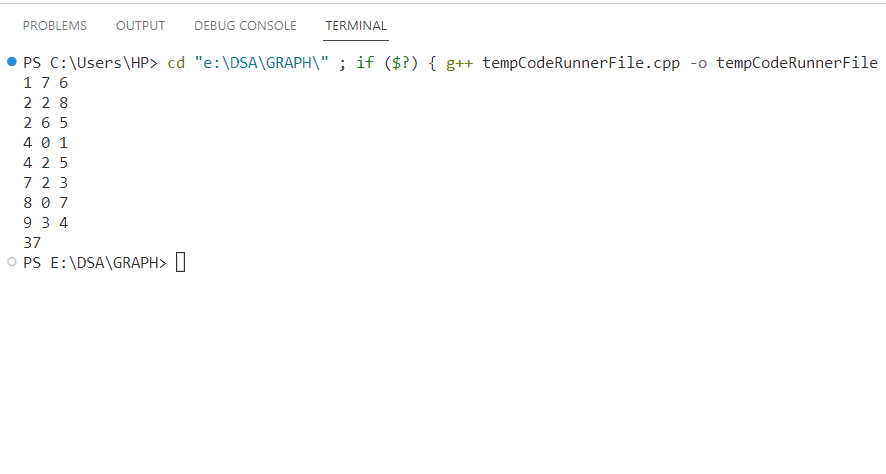 PROBLEMS OUTPUT DEBUG CONSOLE TERMINAL
PS C:\Users\HP> cd "e:\DSA\GRAPH\" ; if ($?) { g++ tempCodeRunnerFile.cpp -o tempCodeRunnerFile
1 7 6
2 2 8
2 6 5
4 0 1
4 2 5
7 2 3
8 0 7
9 3 4
37
PS E:\DSA\GRAPH>